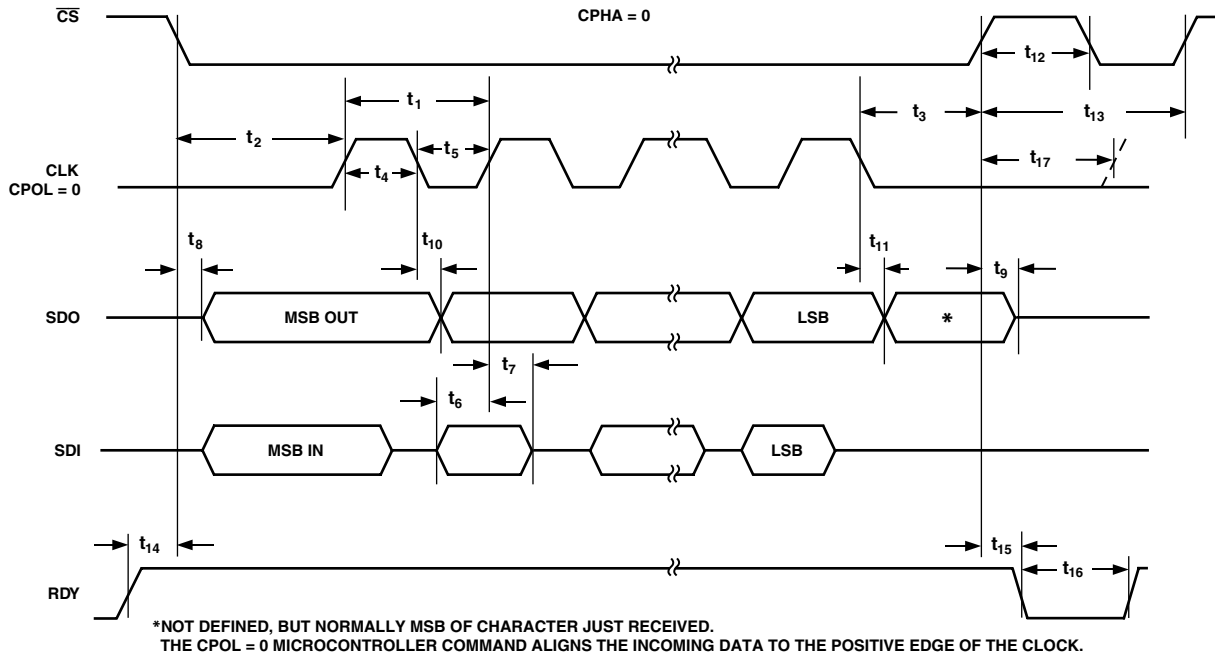 CS
CPHA = 0
t12
t1
t3
t13
t2
t5
t17
CLK
CPOL = 0
t4
t8
t10
t11
t9
SDO
MSB OUT
LSB
*
t7
t6
SDI
MSB IN
LSB
t14
t15
t16
RDY
*NOT DEFINED, BUT NORMALLY MSB OF CHARACTER JUST RECEIVED.
THE CPOL = 0 MICROCONTROLLER COMMAND ALIGNS THE INCOMING DATA TO THE POSITIVE EDGE OF THE CLOCK.